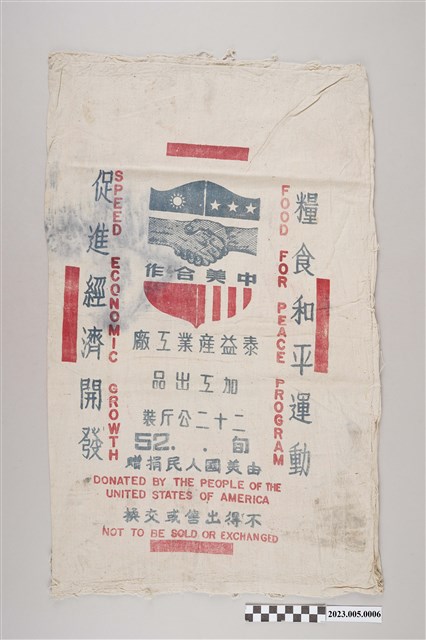 糧食和平運動
FOOD FOR PEACE PROGRAM
中美合作
SPEED ECONOMIC GROWTH
促進經濟開發
泰益產業工廠
加工出品
二十二公斤裝
52. . 旬
由美國人民捐贈
DONATED BY THE PEOPLE OF THE
UNITED STATES OF AMERICA
不得出售或交換
NOT TO BE SOLD OR EXCHANGED
2023.005.0006